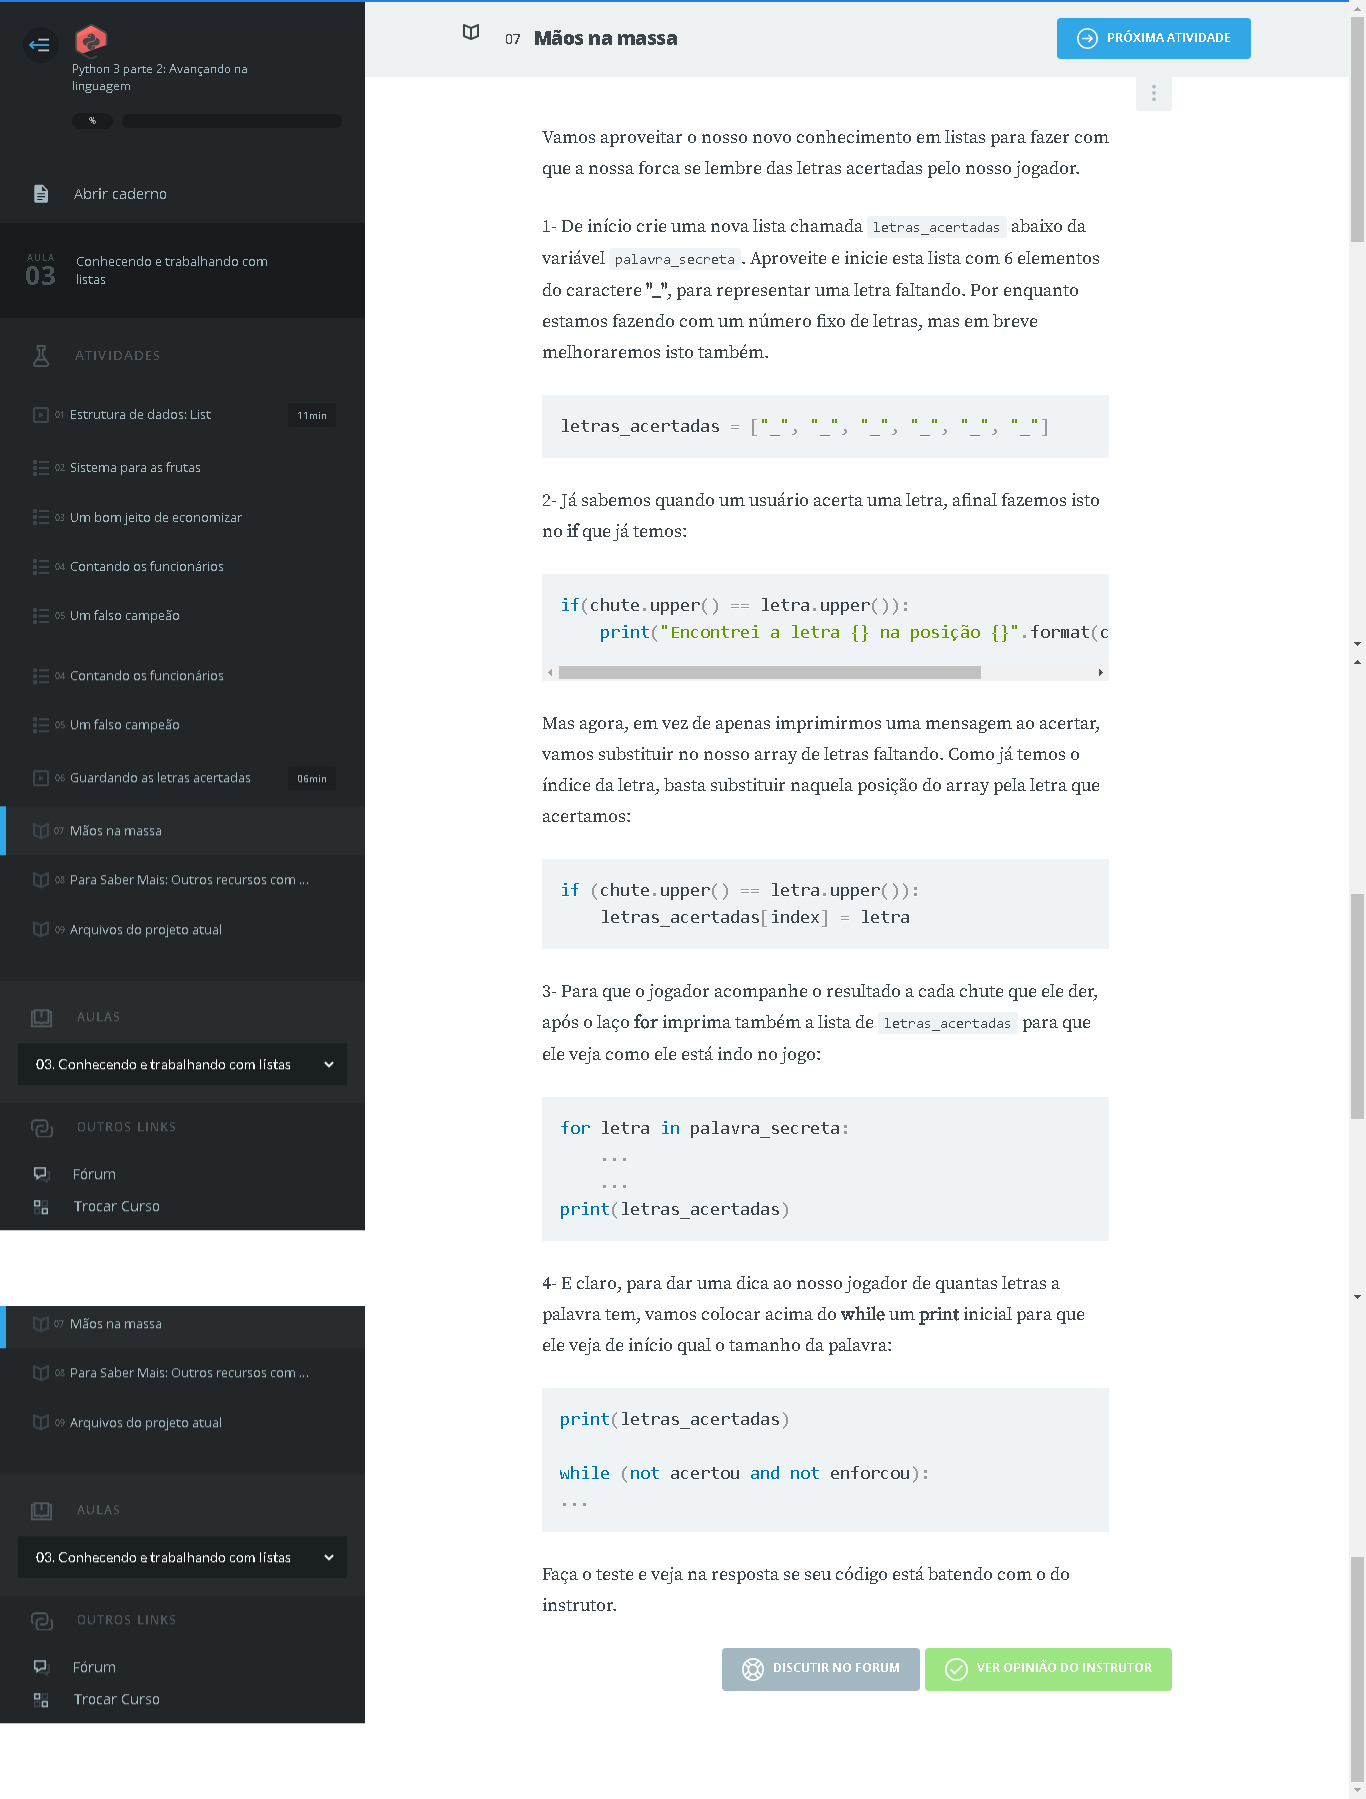 Python 3 parte 2: Avançando na
linguagem
%
Abrir caderno
AULA
03
Conhecendo e trabalhando com
listas
ATIVIDADES
01 Estrutura de dados: List 11min
02 Sistema para as frutas
03 Um bom jeito de economizar
04 Contando os funcionários
05 Um falso campeão
04 Contando os funcionários
05 Um falso campeão
06 Guardando as letras acertadas 06min
07 Mãos na massa
08 Para Saber Mais: Outros recursos com ...
09 Arquivos do projeto atual
AULAS
03. Conhecendo e trabalhando com listas
OUTROS LINKS
Fórum
Trocar Curso
07 Mãos na massa
08 Para Saber Mais: Outros recursos com ...
09 Arquivos do projeto atual
AULAS
03. Conhecendo e trabalhando com listas
OUTROS LINKS
Fórum
Trocar Curso
07 Mãos na massa
PRÓXIMA ATIVIDADE
Vamos aproveitar o nosso novo conhecimento em listas para fazer com
que a nossa forca se lembre das letras acertadas pelo nosso jogador.
1- De início crie uma nova lista chamada letras_acertadas abaixo da
variável palavra_secreta. Aproveite e inicie esta lista com 6 elementos
do caractere "_", para representar uma letra faltando. Por enquanto
estamos fazendo com um número fixo de letras, mas em breve
melhoraremos isto também.
letras_acertadas = ["_", "_", "_", "_", "_", "_"]
2- Já sabemos quando um usuário acerta uma letra, afinal fazemos isto
no if que já temos:
if(chute.upper() == letra.upper()):
    print("Encontrei a letra {} na posição {}".format(c
Mas agora, em vez de apenas imprimirmos uma mensagem ao acertar,
vamos substituir no nosso array de letras faltando. Como já temos o
índice da letra, basta substituir naquela posição do array pela letra que
acertamos:
if (chute.upper() == letra.upper()):
    letras_acertadas[index] = letra
3- Para que o jogador acompanhe o resultado a cada chute que ele der,
após o laço for imprima também a lista de letras_acertadas para que
ele veja como ele está indo no jogo:
for letra in palavra_secreta:
    ...
    ...
print(letras_acertadas)
4- E claro, para dar uma dica ao nosso jogador de quantas letras a
palavra tem, vamos colocar acima do while um print inicial para que
ele veja de início qual o tamanho da palavra:
print(letras_acertadas)
while (not acertou and not enforcou):
...
Faça o teste e veja na resposta se seu código está batendo com o do
instrutor.
DISCUTIR NO FORUM
VER OPINIÃO DO INSTRUTOR